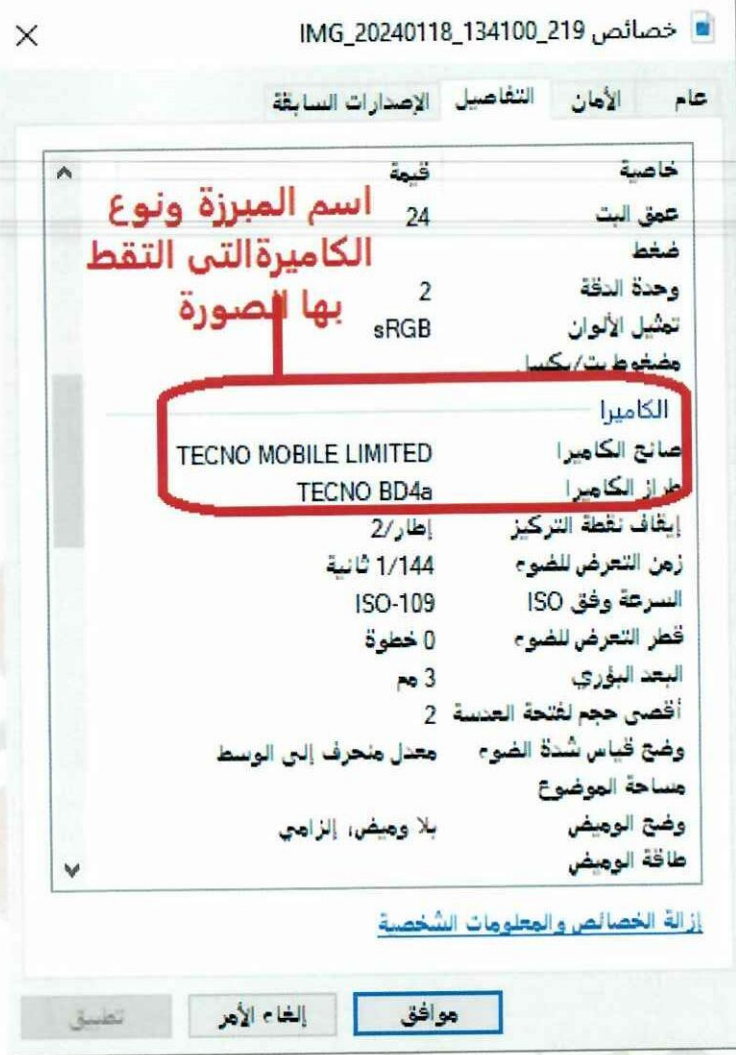 خصائص IMG_20240118_134100_219
عام الأمان التفاصيل الإصدارات السابقة
خاصية قيمة
عمق البت 24
ضغط
وحدة الدقة 2
تمثيل الألوان sRGB
مضغوط بت/بكسل
الكاميرا
صانع الكاميرا TECNO MOBILE LIMITED
طراز الكاميرا TECNO BD4a
إيقاف نقطة التركيز إطار/2
زمن التعرض للضوء 1/144 ثانية
السرعة وفق ISO ISO-109
قطر التعرض للضوء 0 خطوة
البعد البؤري 3 مم
أقصى حجم لفتحة العدسة 2
وضع قياس شدة الضوء معدل منحرف إلى الوسط
مساحة الموضوع
وضع الوميض بلا وميض، إلزامي
طاقة الوميض
اسم المبرزة ونوع
الكاميرةالتى التقط
بها الصورة
إزالة الخصائص والمعلومات الشخصية
موافق إلغاء الأمر تطبيق